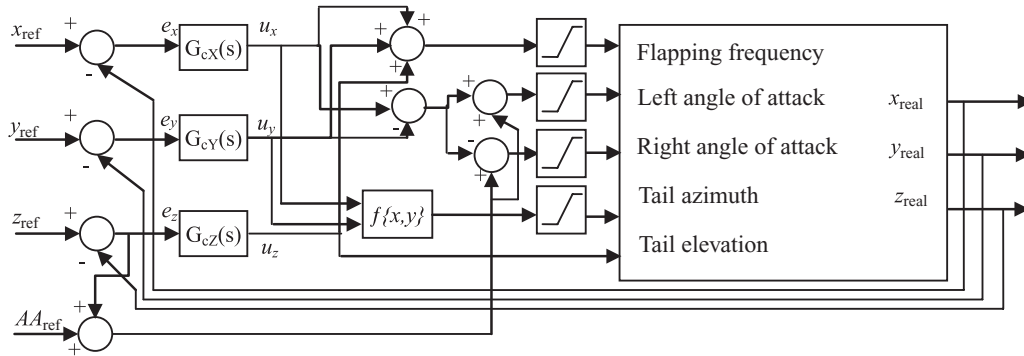 x_ref + - e_x G_cX(s) u_x + + +
y_ref + - e_y G_cY(s) u_y + -
z_ref + - e_z G_cZ(s) u_z
AA_ref + +
+ +
-
f{x,y}
Flapping frequency
Left angle of attack
Right angle of attack
Tail azimuth
Tail elevation
x_real
y_real
z_real